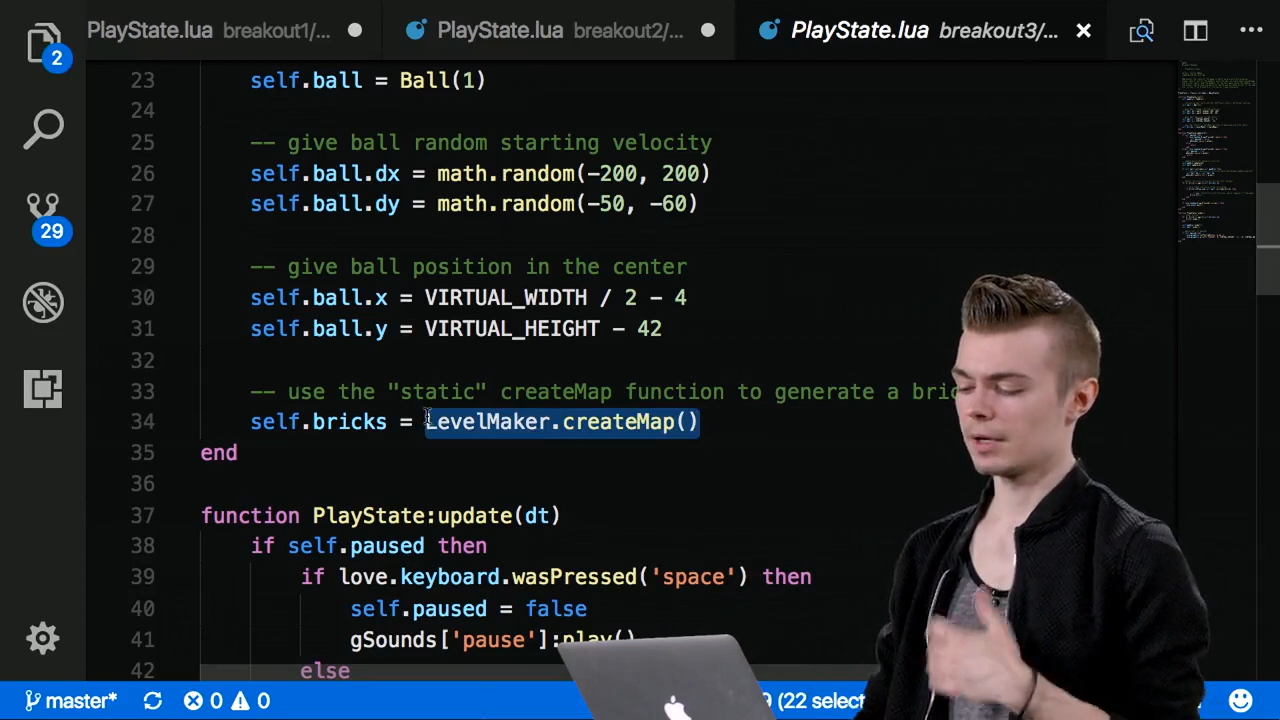 PlayState.lua breakout1/... PlayState.lua breakout2/... PlayState.lua breakout3/...
2
29
23 self.ball = Ball(1)
24
25 -- give ball random starting velocity
26 self.ball.dx = math.random(-200, 200)
27 self.ball.dy = math.random(-50, -60)
28
29 -- give ball position in the center
30 self.ball.x = VIRTUAL_WIDTH / 2 - 4
31 self.ball.y = VIRTUAL_HEIGHT - 42
32
33 -- use the "static" createMap function to generate a bric
34 self.bricks = LevelMaker.createMap()
35 end
36
37 function PlayState:update(dt)
38 if self.paused then
39 if love.keyboard.wasPressed('space') then
40 self.paused = false
41 gSounds['pause']:play()
42 else
master* 0 0 (22 select